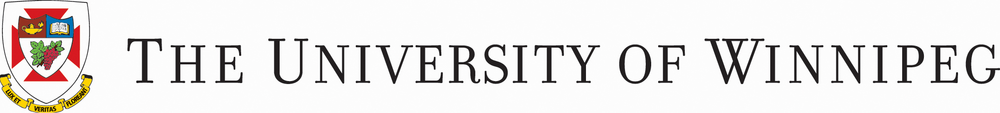 THE UNIVERSITY OF WINNIPEG
LUX ET VERITAS FLOREANT